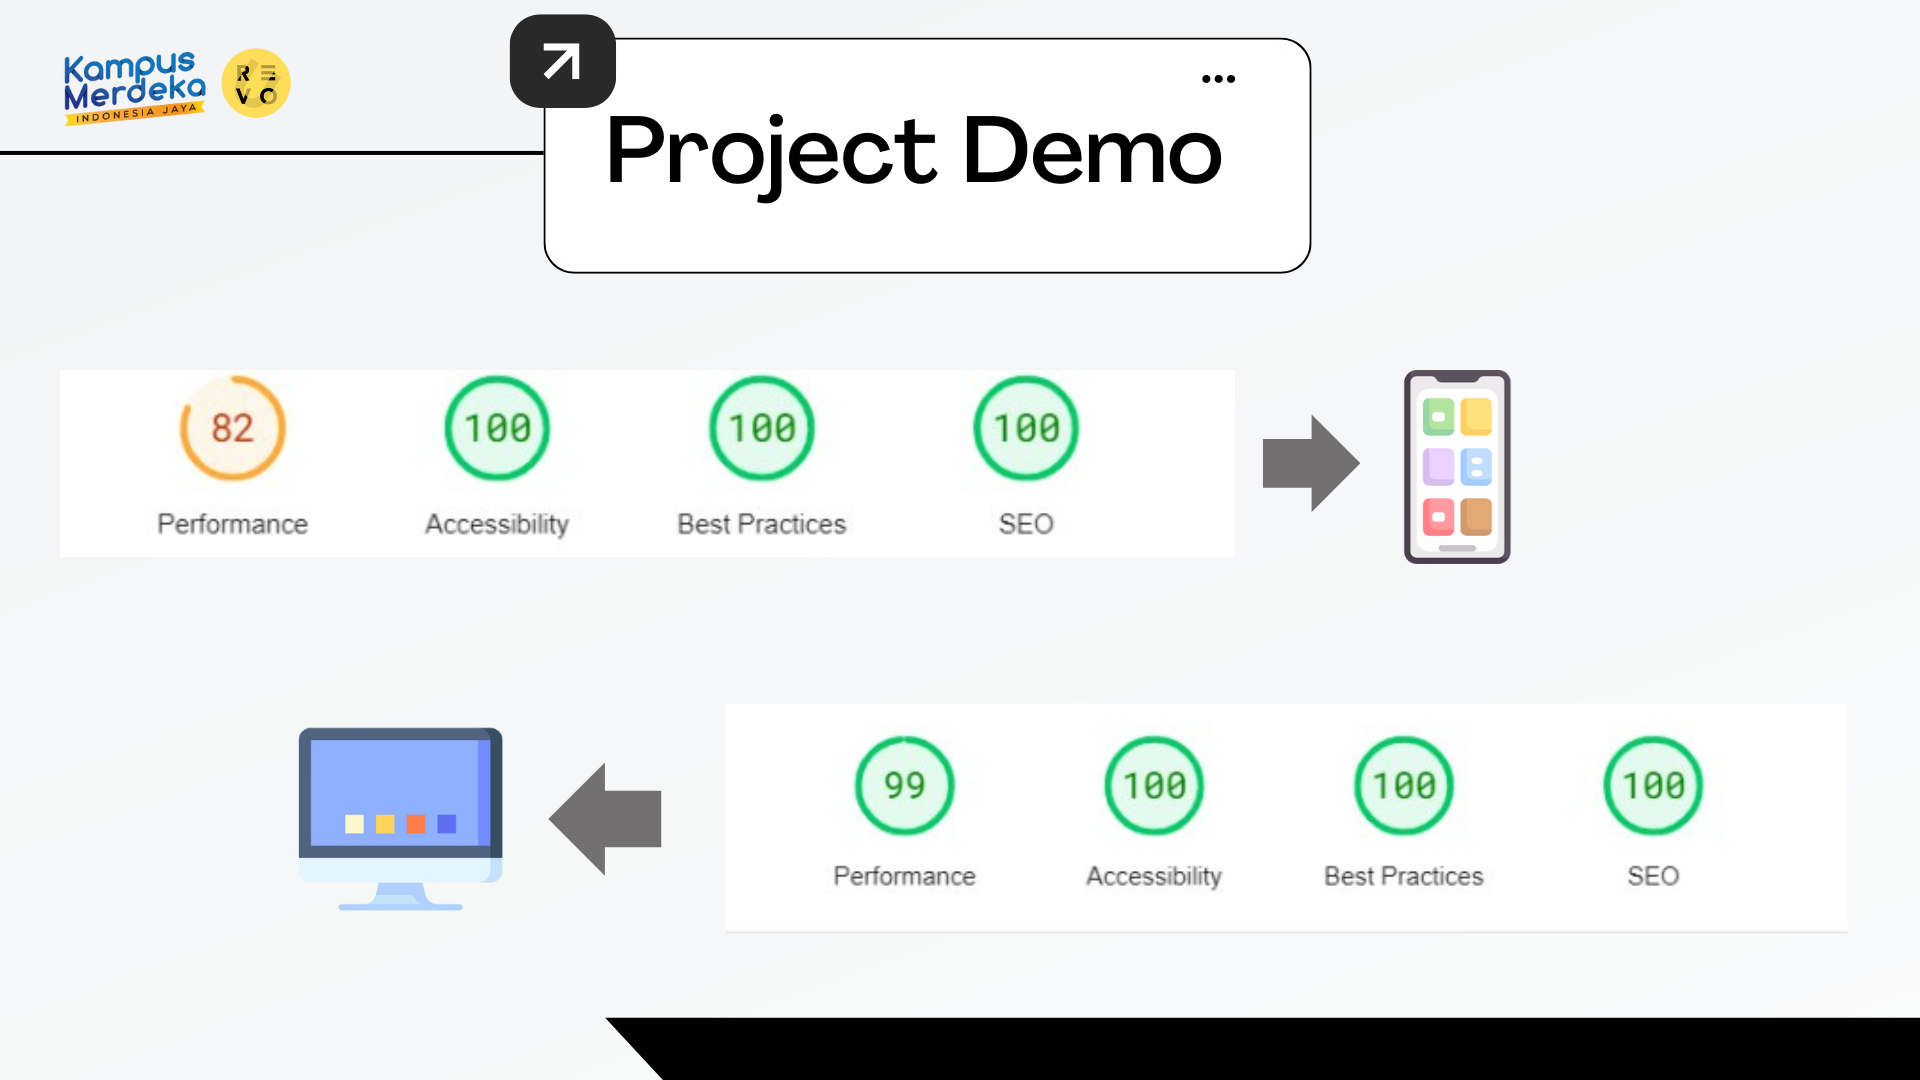 Kampus
Merdeka
INDONESIA JAYA
REVO
Project Demo
82
100
100
100
Performance
Accessibility
Best Practices
SEO
99
100
100
100
Performance
Accessibility
Best Practices
SEO